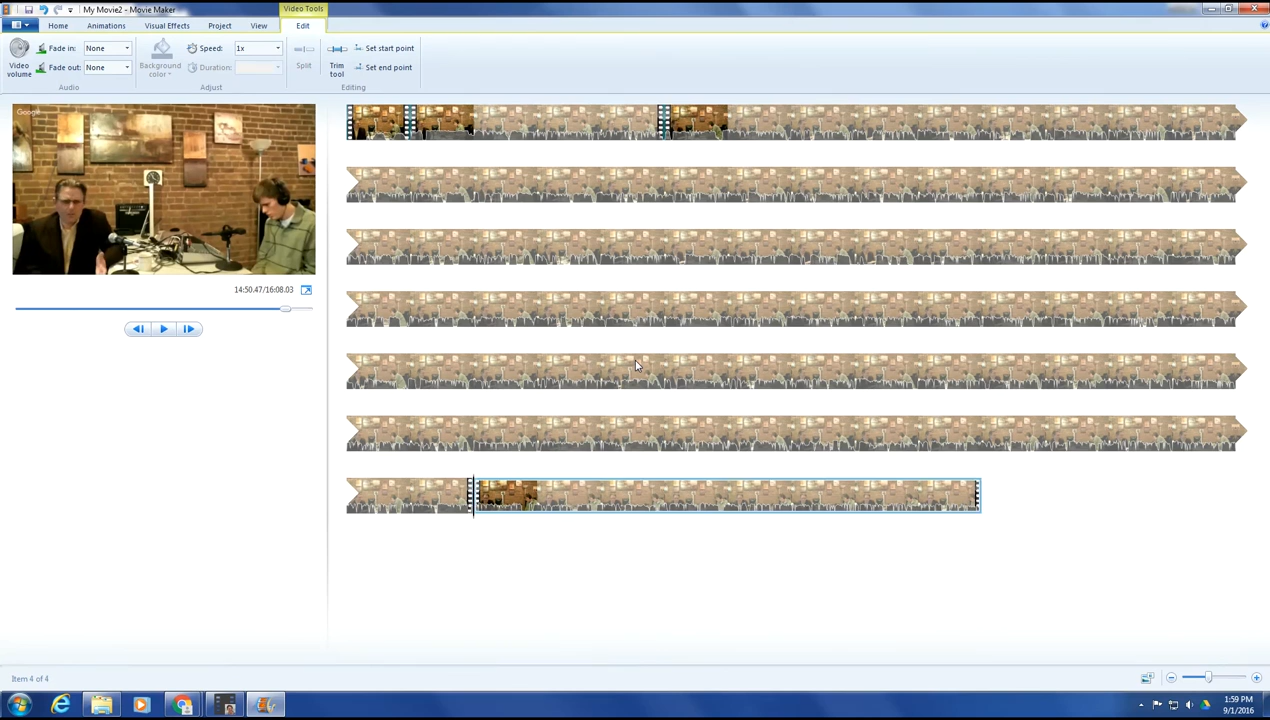 My Movie2 - Movie Maker
Video Tools
Home
Animations
Visual Effects
Project
View
Edit
Video volume
Fade in: None
Fade out: None
Audio
Background color
Speed: 1x
Duration:
Adjust
Split
Trim tool
Set start point
Set end point
Editing
Google
14:50.47/16:08.03
Item 4 of 4
1:59 PM
9/1/2016